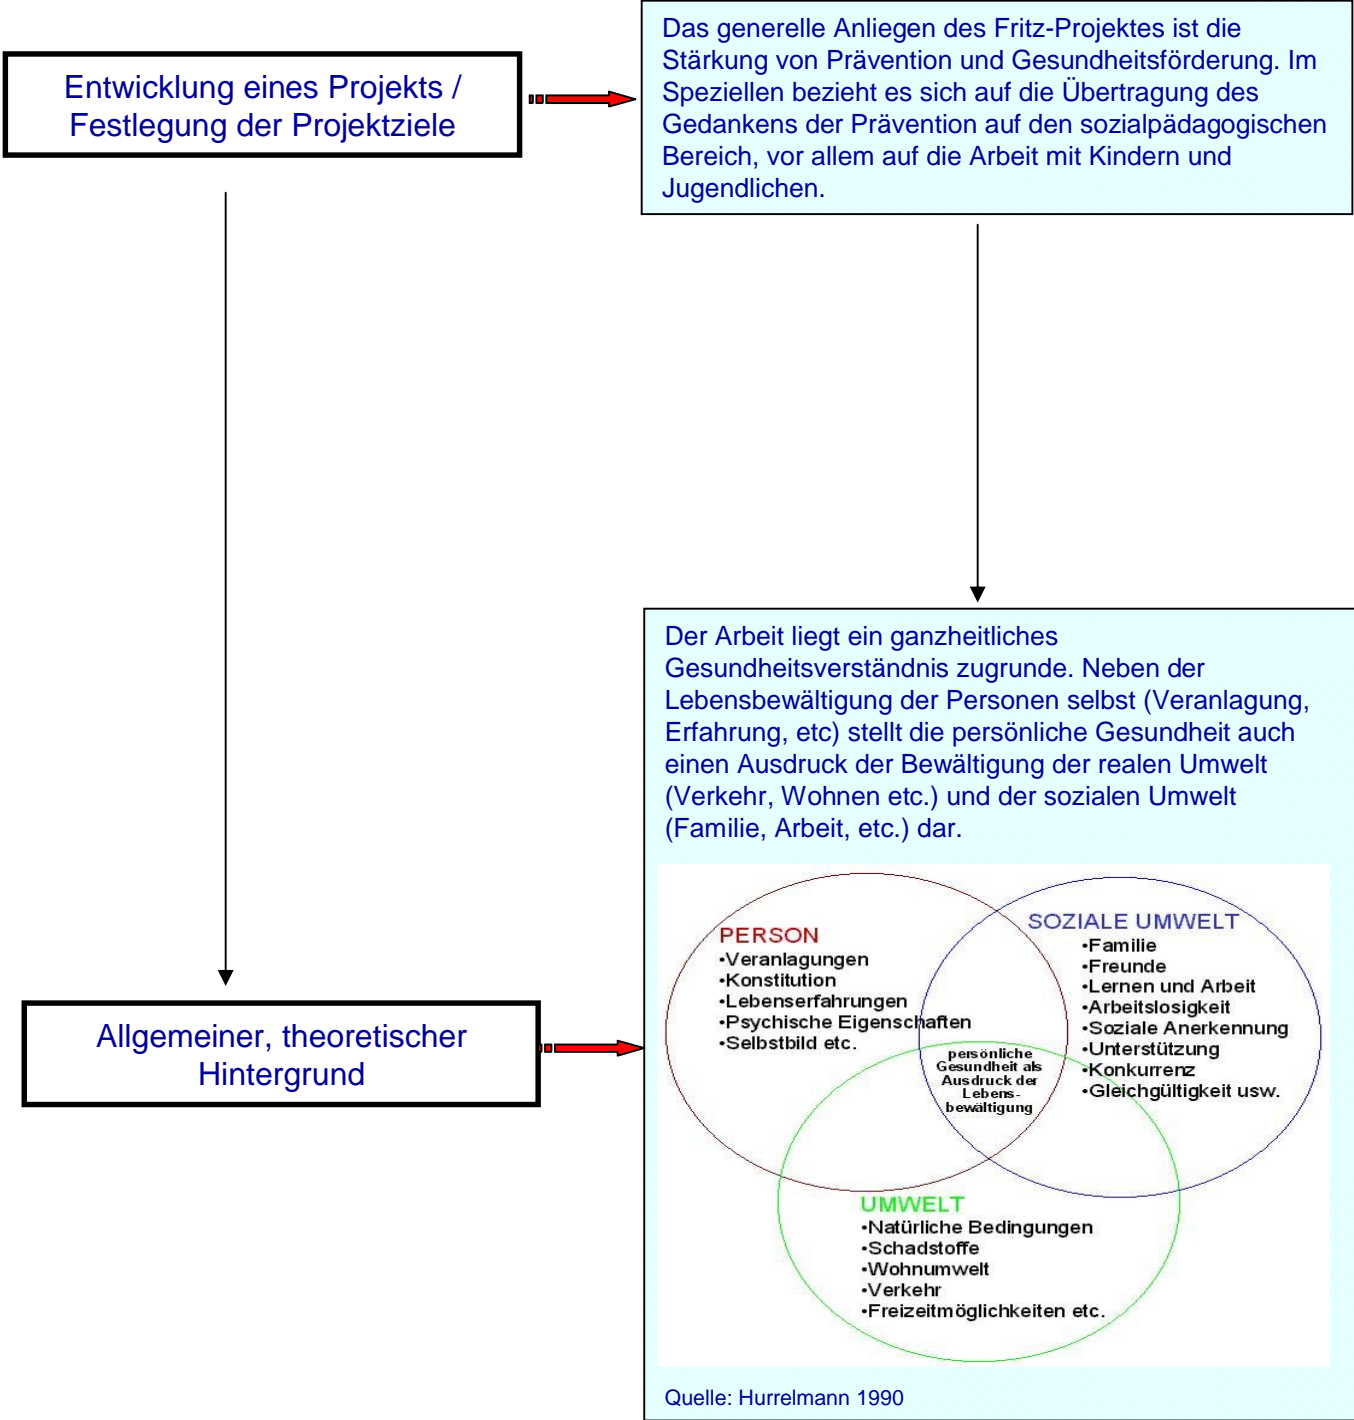 Entwicklung eines Projekts /
Festlegung der Projektziele
Das generelle Anliegen des Fritz-Projektes ist die
Stärkung von Prävention und Gesundheitsförderung. Im
Speziellen bezieht es sich auf die Übertragung des
Gedankens der Prävention auf den sozialpädagogischen
Bereich, vor allem auf die Arbeit mit Kindern und
Jugendlichen.
Allgemeiner, theoretischer
Hintergrund
Der Arbeit liegt ein ganzheitliches
Gesundheitsverständnis zugrunde. Neben der
Lebensbewältigung der Personen selbst (Veranlagung,
Erfahrung, etc) stellt die persönliche Gesundheit auch
einen Ausdruck der Bewältigung der realen Umwelt
(Verkehr, Wohnen etc.) und der sozialen Umwelt
(Familie, Arbeit, etc.) dar.
PERSON
•Veranlagungen
•Konstitution
•Lebenserfahrungen
•Psychische Eigenschaften
•Selbstbild etc.
SOZIALE UMWELT
•Familie
•Freunde
•Lernen und Arbeit
•Arbeitslosigkeit
•Soziale Anerkennung
•Unterstützung
•Konkurrenz
•Gleichgültigkeit usw.
persönliche
Gesundheit als
Ausdruck der
Lebens-
bewältigung
UMWELT
•Natürliche Bedingungen
•Schadstoffe
•Wohnumwelt
•Verkehr
•Freizeitmöglichkeiten etc.
Quelle: Hurrelmann 1990